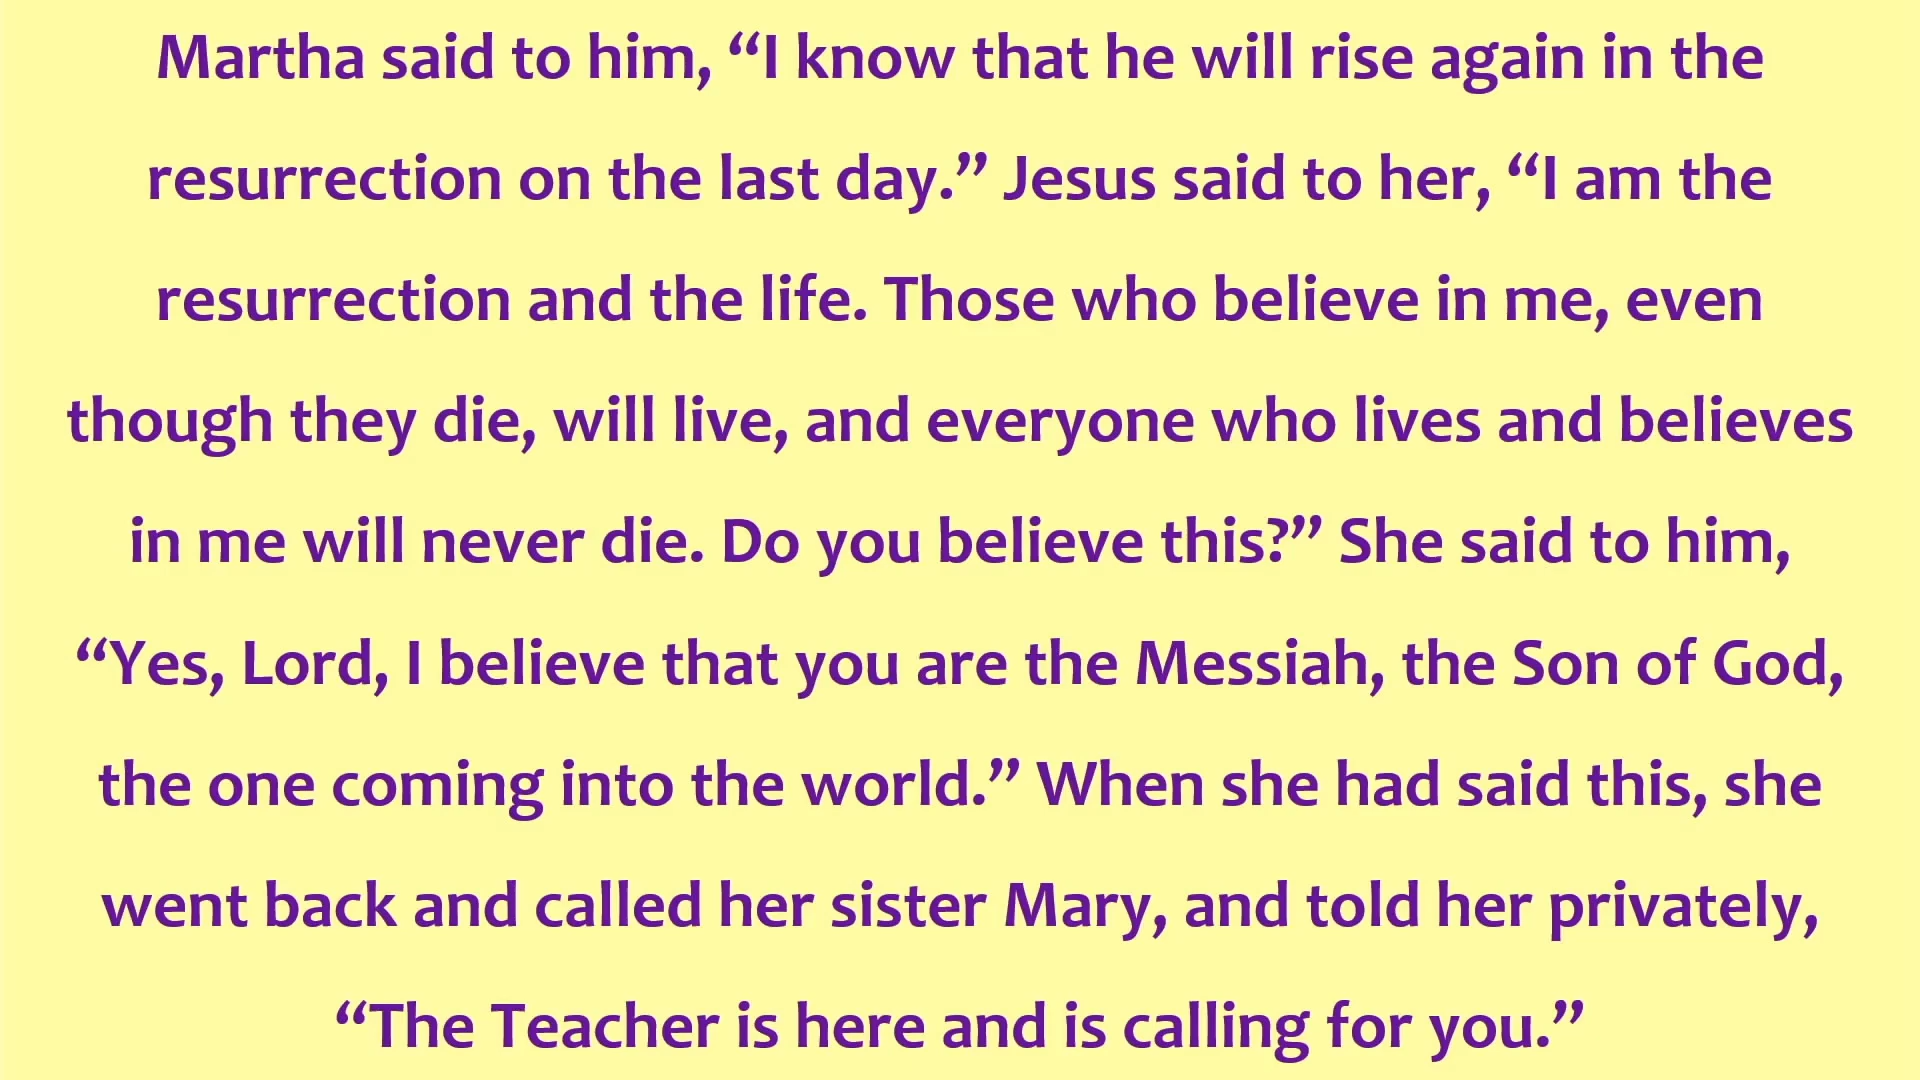 Martha said to him, “I know that he will rise again in the
resurrection on the last day.” Jesus said to her, “I am the
resurrection and the life. Those who believe in me, even
though they die, will live, and everyone who lives and believes
in me will never die. Do you believe this?” She said to him,
“Yes, Lord, I believe that you are the Messiah, the Son of God,
the one coming into the world.” When she had said this, she
went back and called her sister Mary, and told her privately,
“The Teacher is here and is calling for you.”